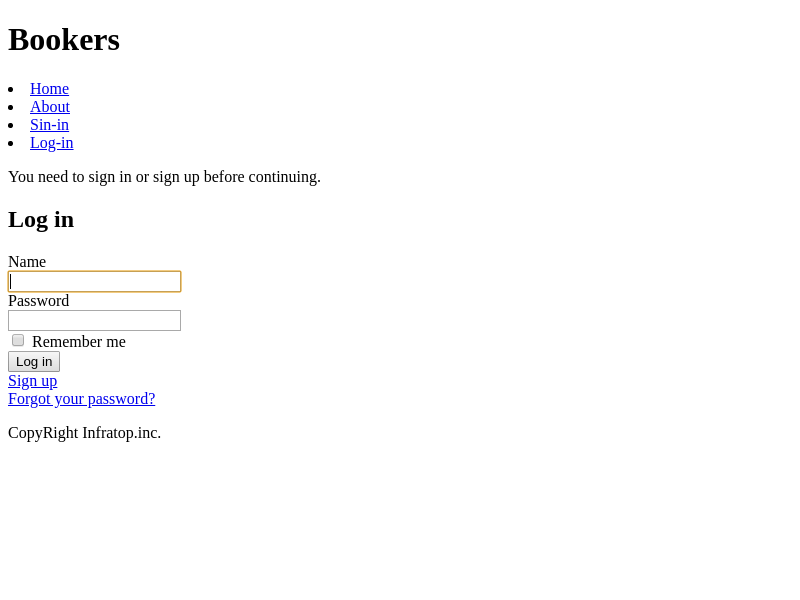 Bookers
Home
About
Sin-in
Log-in
You need to sign in or sign up before continuing.
Log in
Name
Password
Remember me
Log in
Sign up
Forgot your password?
CopyRight Infratop.inc.